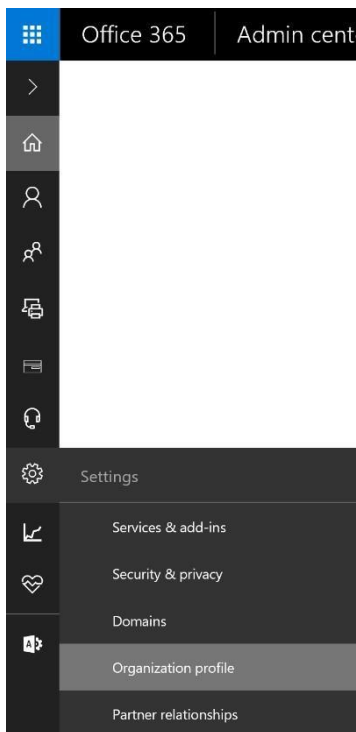 Office 365 Admin cent
Settings
Services & add-ins
Security & privacy
Domains
A
Organization profile
Partner relationships